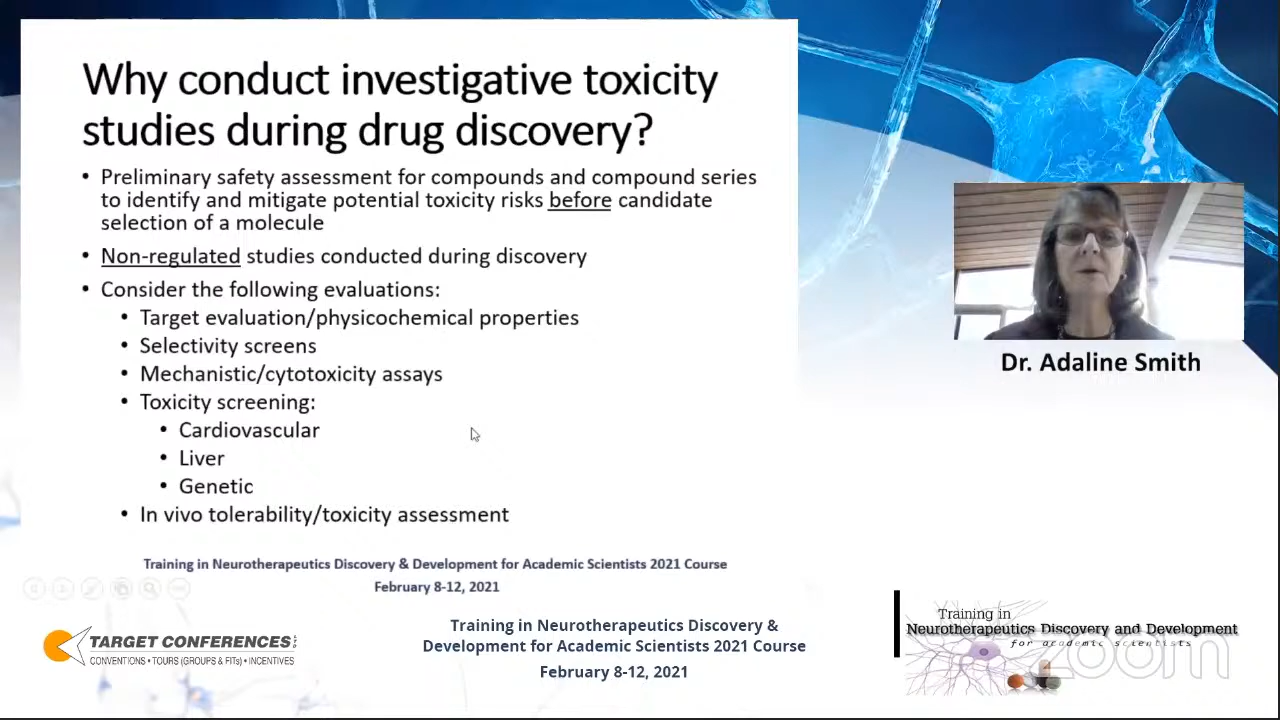 Why conduct investigative toxicity
studies during drug discovery?
• Preliminary safety assessment for compounds and compound series
to identify and mitigate potential toxicity risks before candidate
selection of a molecule
• Non-regulated studies conducted during discovery
• Consider the following evaluations:
• Target evaluation/physicochemical properties
• Selectivity screens
• Mechanistic/cytotoxicity assays
• Toxicity screening:
• Cardiovascular
• Liver
• Genetic
• In vivo tolerability/toxicity assessment
Training in Neurotherapeutics Discovery & Development for Academic Scientists 2021 Course
February 8-12, 2021
Dr. Adaline Smith
TARGET CONFERENCES
CONVENTIONS • TOURS (GROUPS & FITs) • INCENTIVES
Training in Neurotherapeutics Discovery &
Development for Academic Scientists 2021 Course
February 8-12, 2021
Training in
Neurotherapeutics Discovery and Development
for academic scientists
zoom